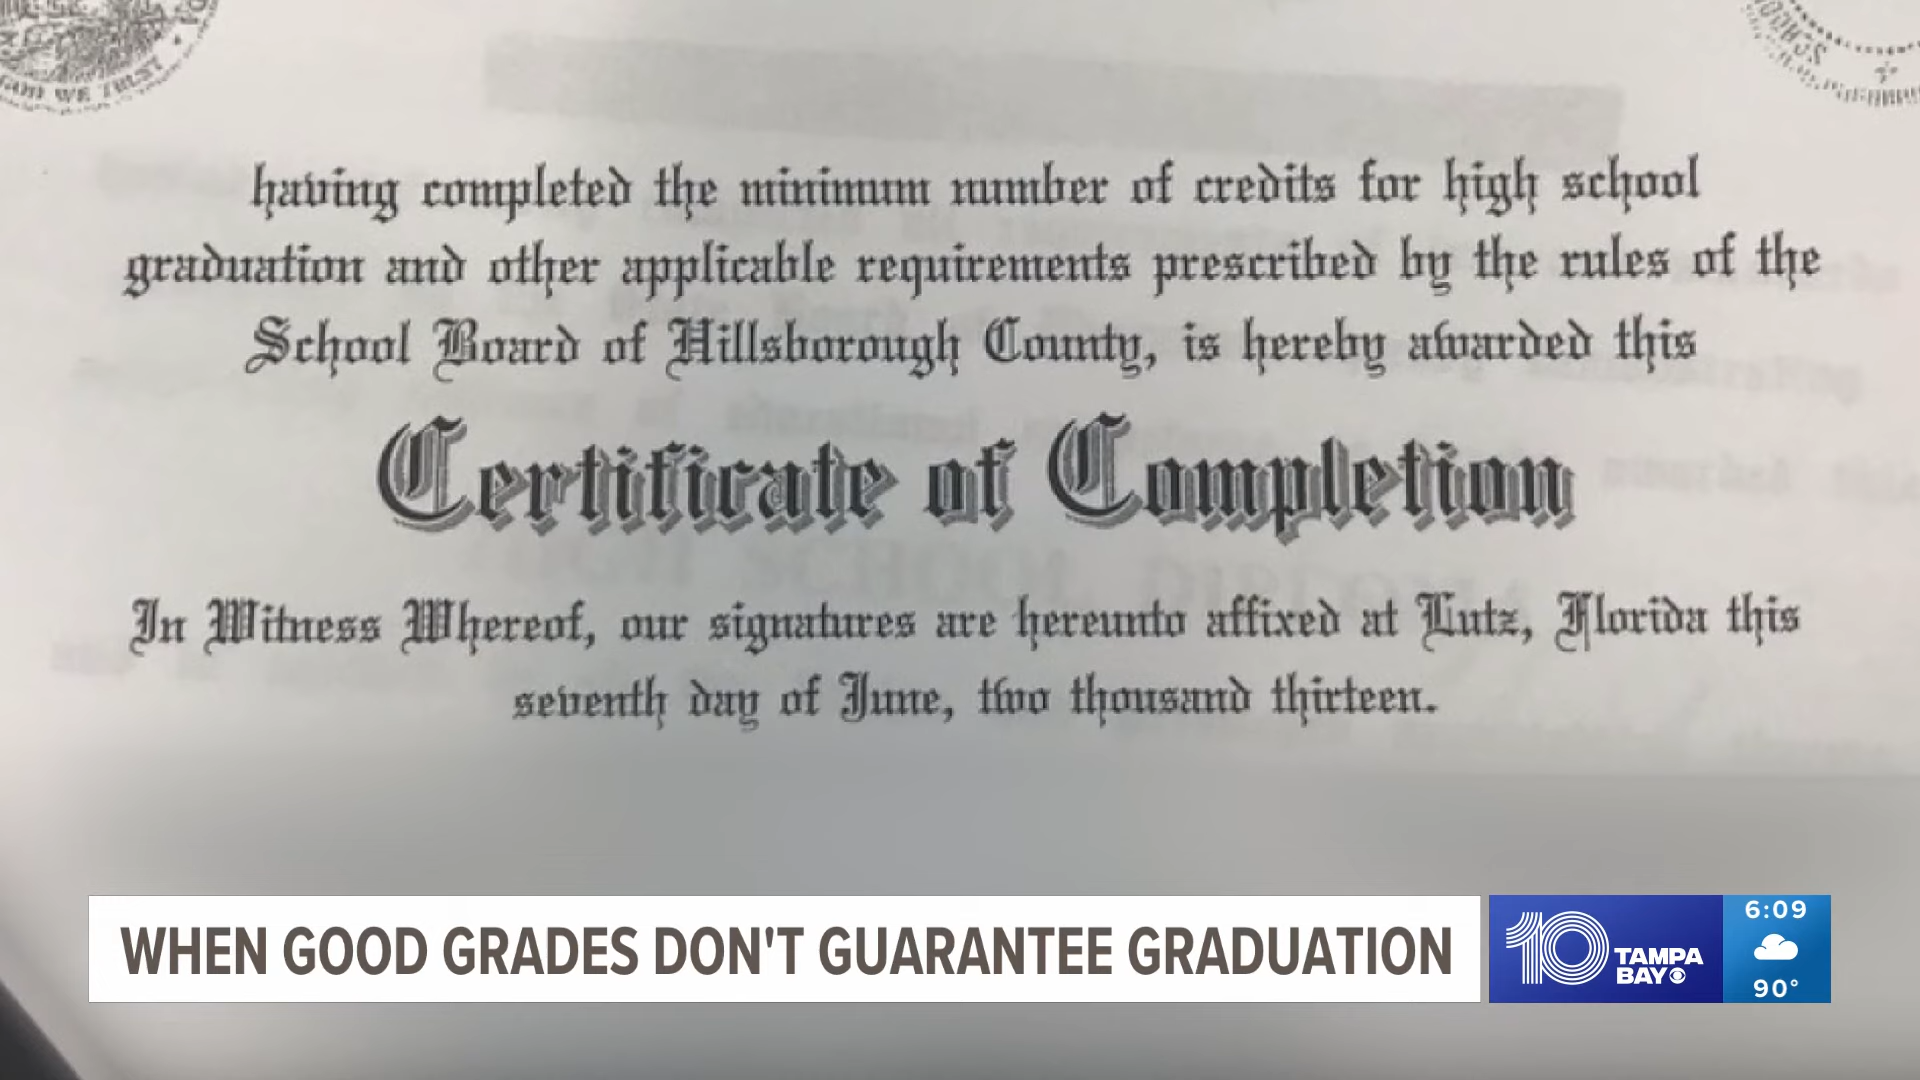 GOD WE TRUST
having completed the minimum number of credits for high school
graduation and other applicable requirements prescribed by the rules of the
School Board of Hillsborough County, is hereby awarded this
Certificate of Completion
In Witness Whereof, our signatures are hereunto affixed at Lutz, Florida this
seventh day of June, two thousand thirteen.
WHEN GOOD GRADES DON'T GUARANTEE GRADUATION
10 TAMPA BAY
6:09
90°